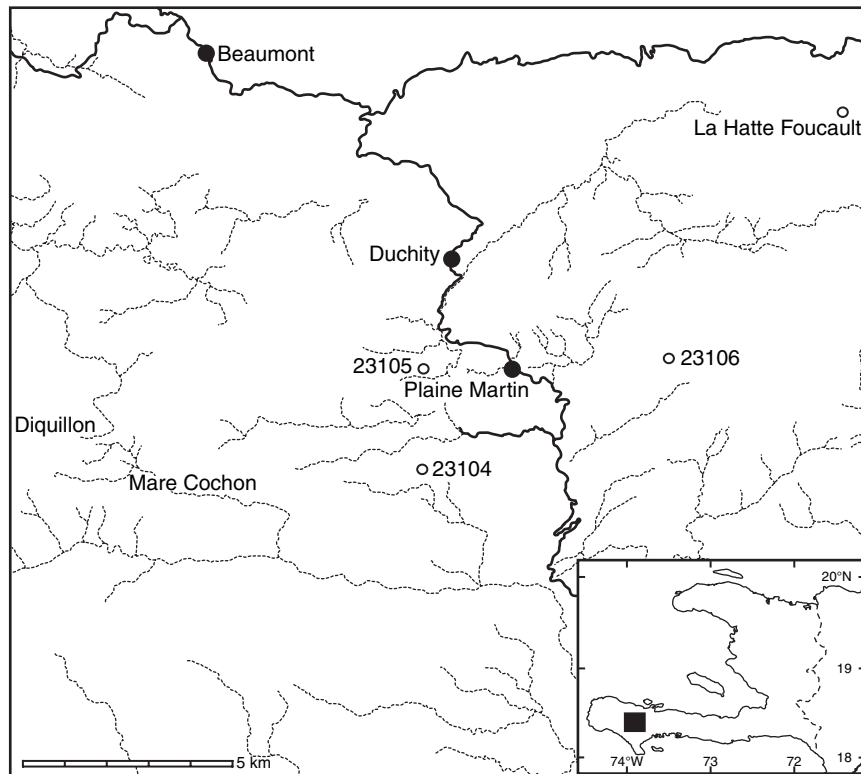 Beaumont
La Hatte Foucault
Duchity
23105
23106
Plaine Martin
Diquillon
23104
Mare Cochon
20°N
19
18
74°W
73
72
5 km